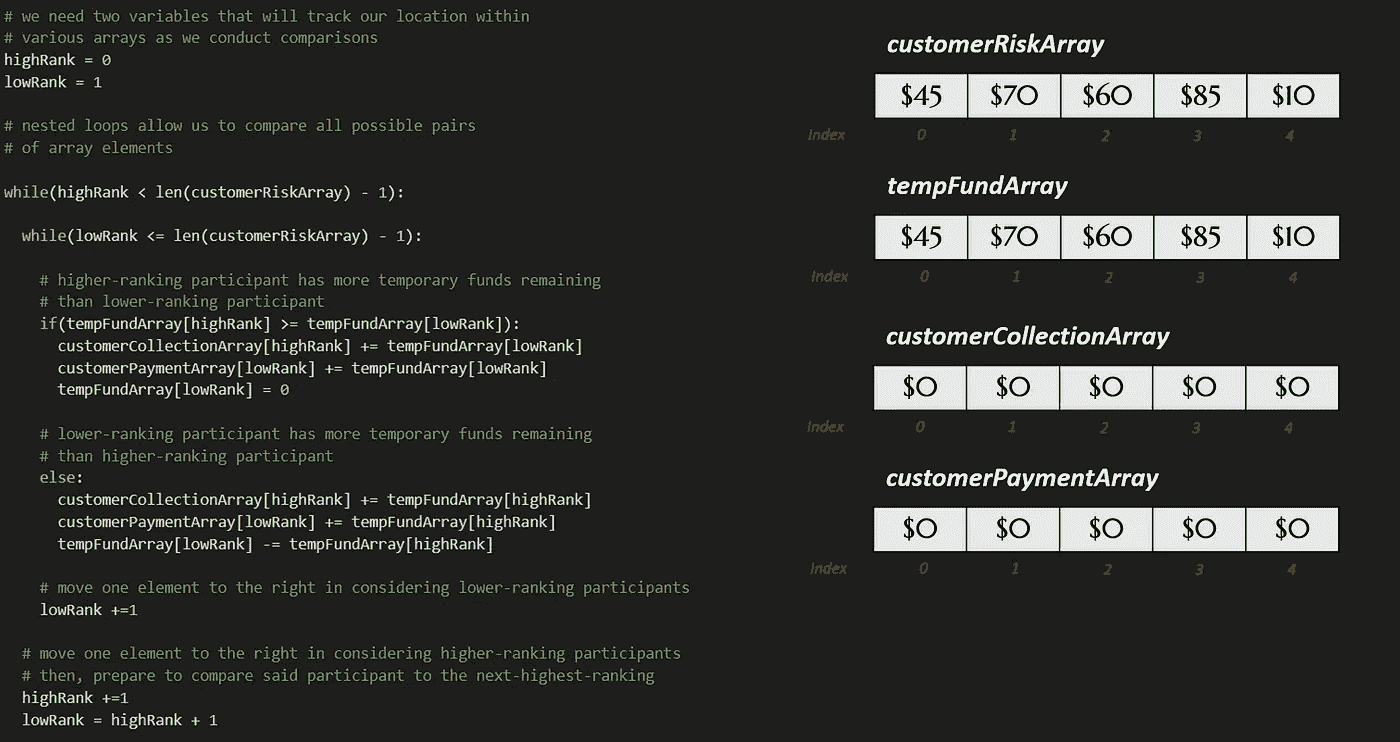 # we need two variables that will track our location within
# various arrays as we conduct comparisons
highRank = 0
lowRank = 1
# nested loops allow us to compare all possible pairs
# of array elements
while(highRank < len(customerRiskArray) - 1):
while(lowRank <= len(customerRiskArray) - 1):
# higher-ranking participant has more temporary funds remaining
# than lower-ranking participant
if(tempFundArray[highRank] >= tempFundArray[lowRank]):
customerCollectionArray[highRank] += tempFundArray[lowRank]
customerPaymentArray[lowRank] += tempFundArray[lowRank]
tempFundArray[lowRank] = 0
# lower-ranking participant has more temporary funds remaining
# than higher-ranking participant
else:
customerCollectionArray[highRank] += tempFundArray[highRank]
customerPaymentArray[lowRank] += tempFundArray[highRank]
tempFundArray[lowRank] -= tempFundArray[highRank]
# move one element to the right in considering lower-ranking participants
lowRank +=1
# move one element to the right in considering higher-ranking participants
# then, prepare to compare said participant to the next-highest-ranking
highRank +=1
lowRank = highRank + 1
customerRiskArray
$45 $70 $60 $85 $10
Index 0 1 2 3 4
tempFundArray
$45 $70 $60 $85 $10
Index 0 1 2 3 4
customerCollectionArray
$0 $0 $0 $0 $0
Index 0 1 2 3 4
customerPaymentArray
$0 $0 $0 $0 $0
Index 0 1 2 3 4